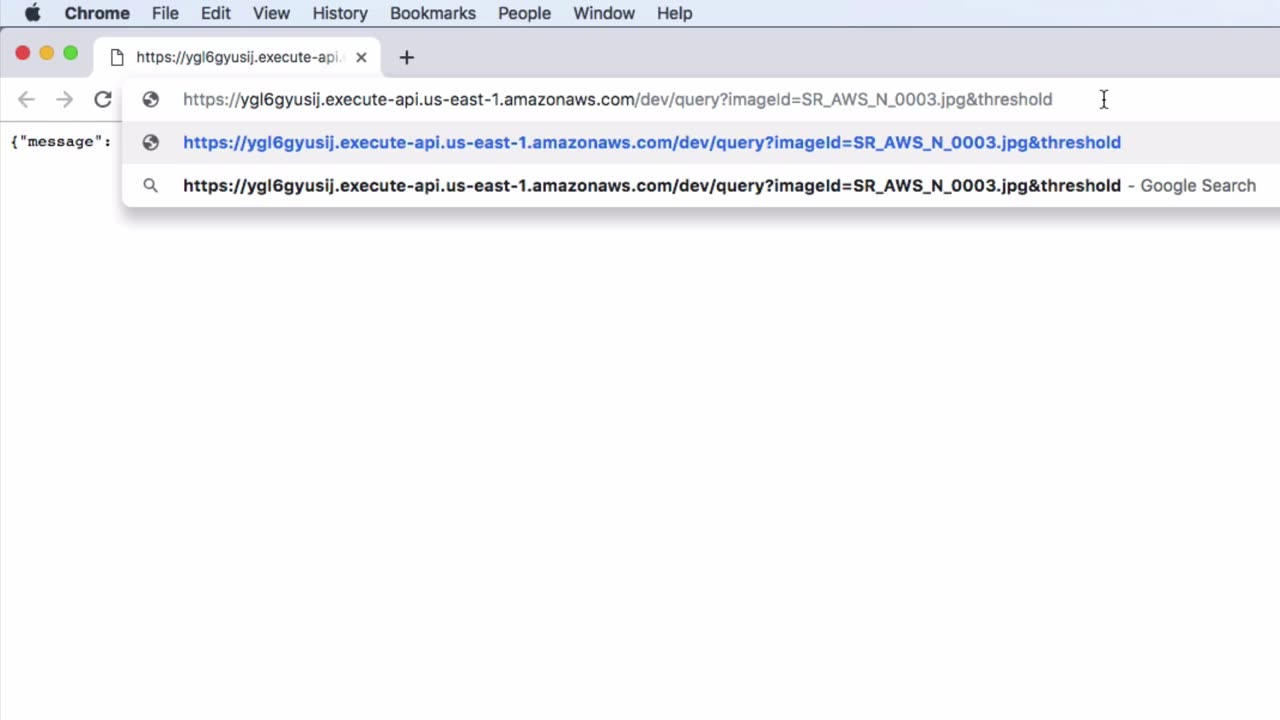 Chrome File Edit View History Bookmarks People Window Help
https://ygl6gyusij.execute-api.
https://ygl6gyusij.execute-api.us-east-1.amazonaws.com/dev/query?imageId=SR_AWS_N_0003.jpg&threshold
{"message":
https://ygl6gyusij.execute-api.us-east-1.amazonaws.com/dev/query?imageId=SR_AWS_N_0003.jpg&threshold
https://ygl6gyusij.execute-api.us-east-1.amazonaws.com/dev/query?imageId=SR_AWS_N_0003.jpg&threshold - Google Search